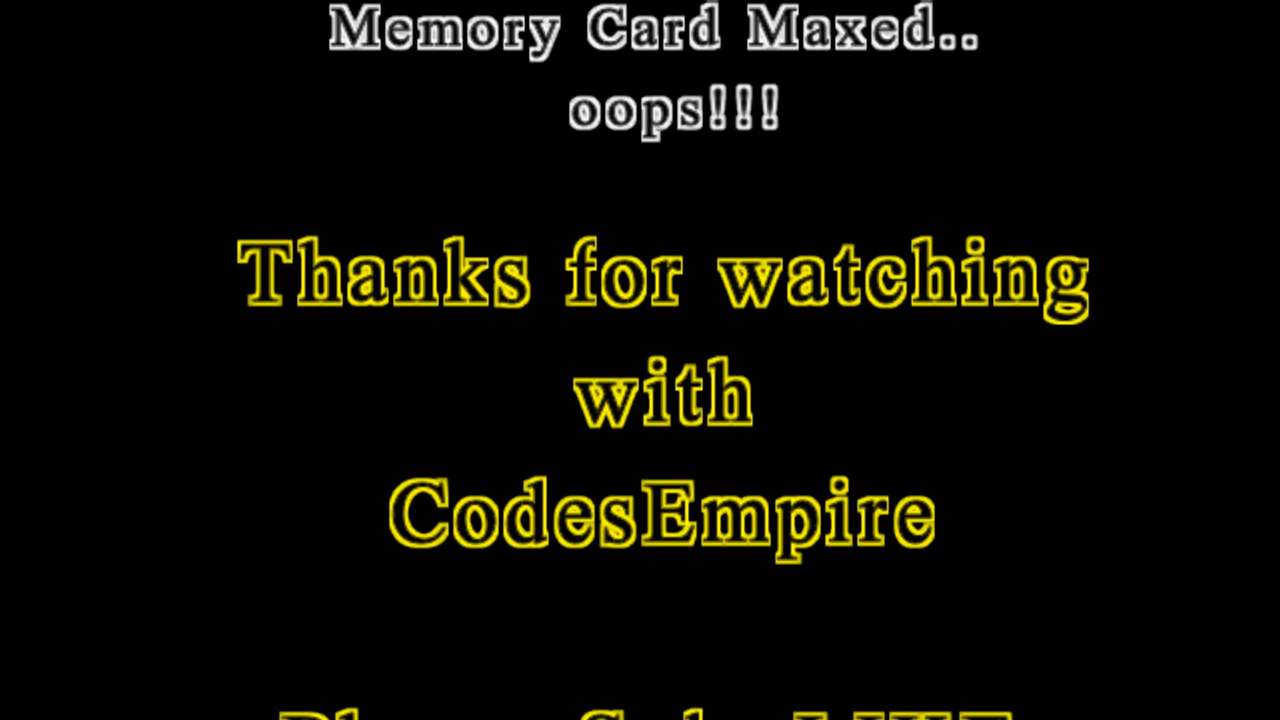 Memory Card Maxed..
oops!!!
Thanks for watching
with
CodesEmpire